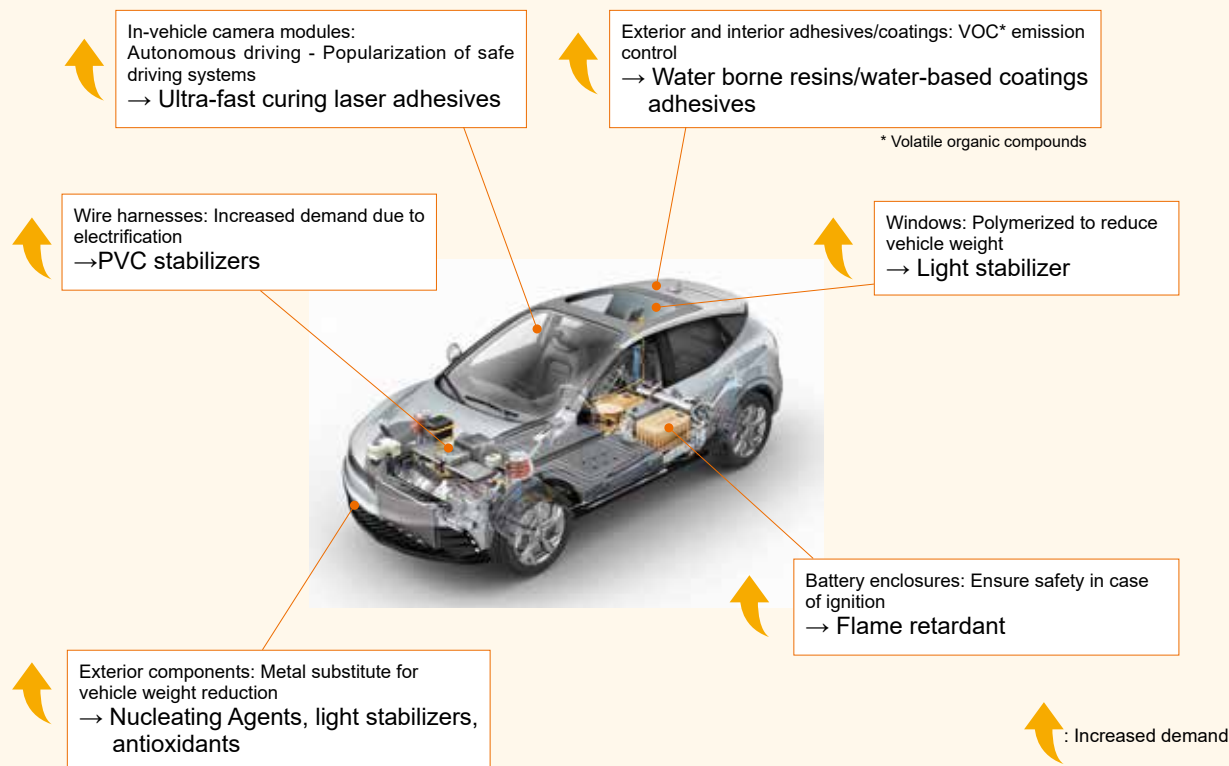 In-vehicle camera modules:
Autonomous driving - Popularization of safe
driving systems
→ Ultra-fast curing laser adhesives
Exterior and interior adhesives/coatings: VOC* emission
control
→ Water borne resins/water-based coatings
adhesives
* Volatile organic compounds
Wire harnesses: Increased demand due to
electrification
→PVC stabilizers
Windows: Polymerized to reduce
vehicle weight
→ Light stabilizer
Battery enclosures: Ensure safety in case
of ignition
→ Flame retardant
Exterior components: Metal substitute for
vehicle weight reduction
→ Nucleating Agents, light stabilizers,
antioxidants
: Increased demand